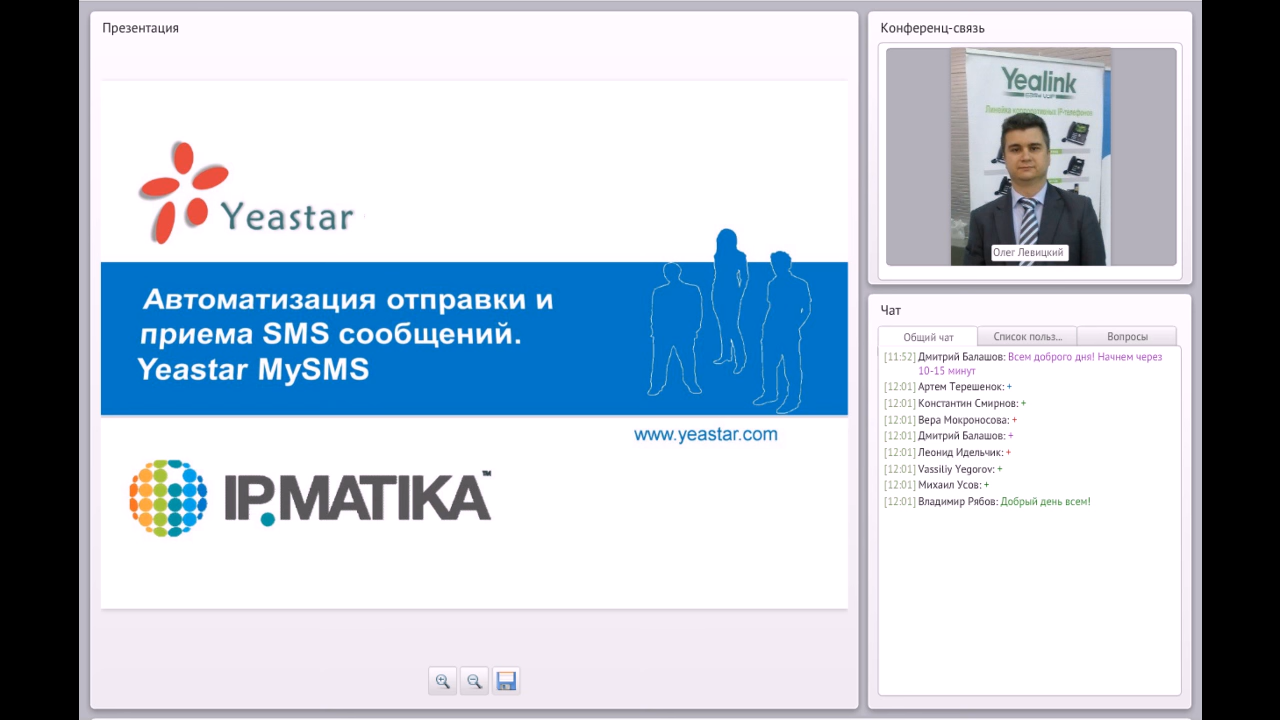 Презентация
Yeastar
Автоматизация отправки и
приема SMS сообщений.
Yeastar MySMS
www.yeastar.com
IP.MATIKA™
Конференц-связь
Yealink
Олег Левицкий
Чат
Общий чат
Список польз...
Вопросы
[11:52] Дмитрий Балашов: Всем доброго дня! Начнем через
10-15 минут
[12:01] Артем Терешенок: +
[12:01] Константин Смирнов: +
[12:01] Вера Мокроносова: +
[12:01] Дмитрий Балашов: +
[12:01] Леонид Идельчик: +
[12:01] Vassiliy Yegorov: +
[12:01] Михаил Усов: +
[12:01] Владимир Рябов: Добрый день всем!